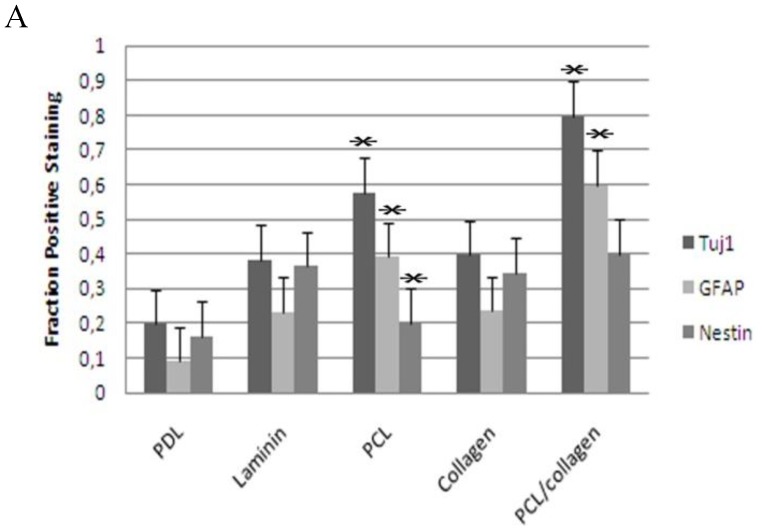 A
Fraction Positive Staining
1
0,9
0,8
0,7
0,6
0,5
0,4
0,3
0,2
0,1
0
PDL
Laminin
PCL
Collagen
PCL/collagen
Tuj1
GFAP
Nestin